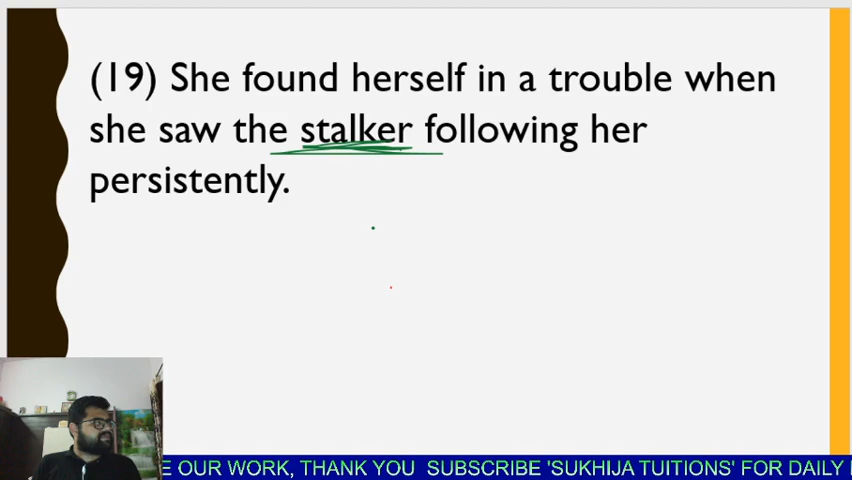 (19) She found herself in a trouble when
she saw the stalker following her
persistently.
E OUR WORK, THANK YOU SUBSCRIBE 'SUKHIJA TUITIONS' FOR DAILY